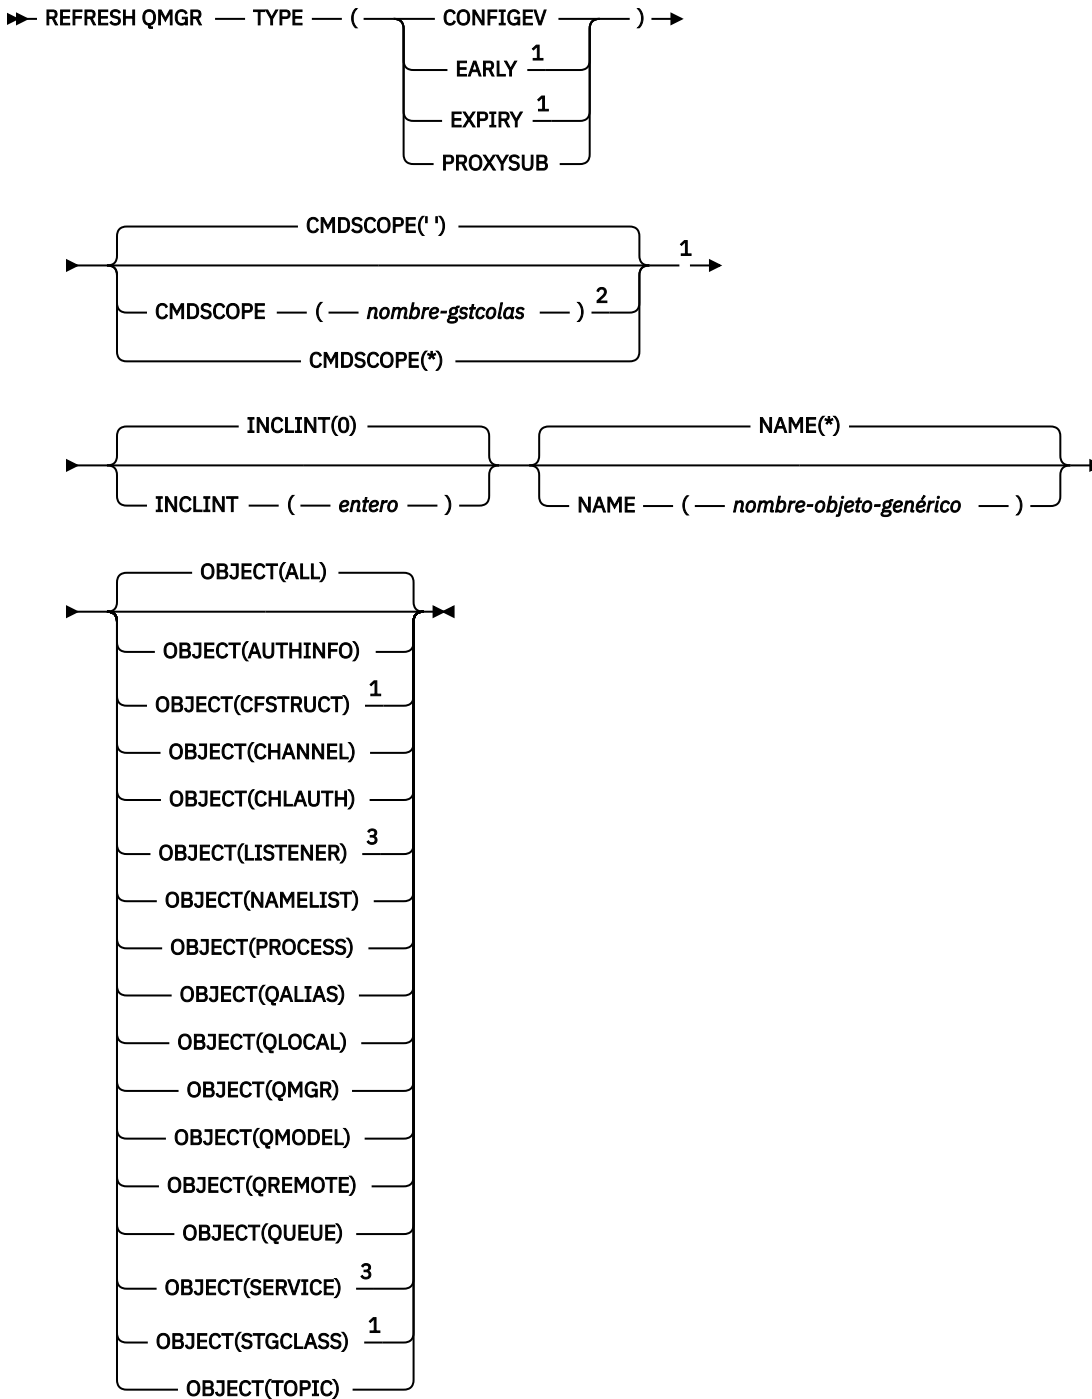 REFRESH QMGR TYPE ( CONFIGEV )
EARLY 1
EXPIRY 1
PROXYSUB
CMDSCOPE(' ')
1
CMDSCOPE ( nombre-gstcolas ) 2
CMDSCOPE(*)
INCLINT(0) NAME(*)
INCLINT ( entero ) NAME ( nombre-objeto-genérico )
OBJECT(ALL)
OBJECT(AUTHINFO)
OBJECT(CFSTRUCT) 1
OBJECT(CHANNEL)
OBJECT(CHLAUTH)
OBJECT(LISTENER) 3
OBJECT(NAMELIST)
OBJECT(PROCESS)
OBJECT(QALIAS)
OBJECT(QLOCAL)
OBJECT(QMGR)
OBJECT(QMODEL)
OBJECT(QREMOTE)
OBJECT(QUEUE)
OBJECT(SERVICE) 3
OBJECT(STGCLASS) 1
OBJECT(TOPIC)